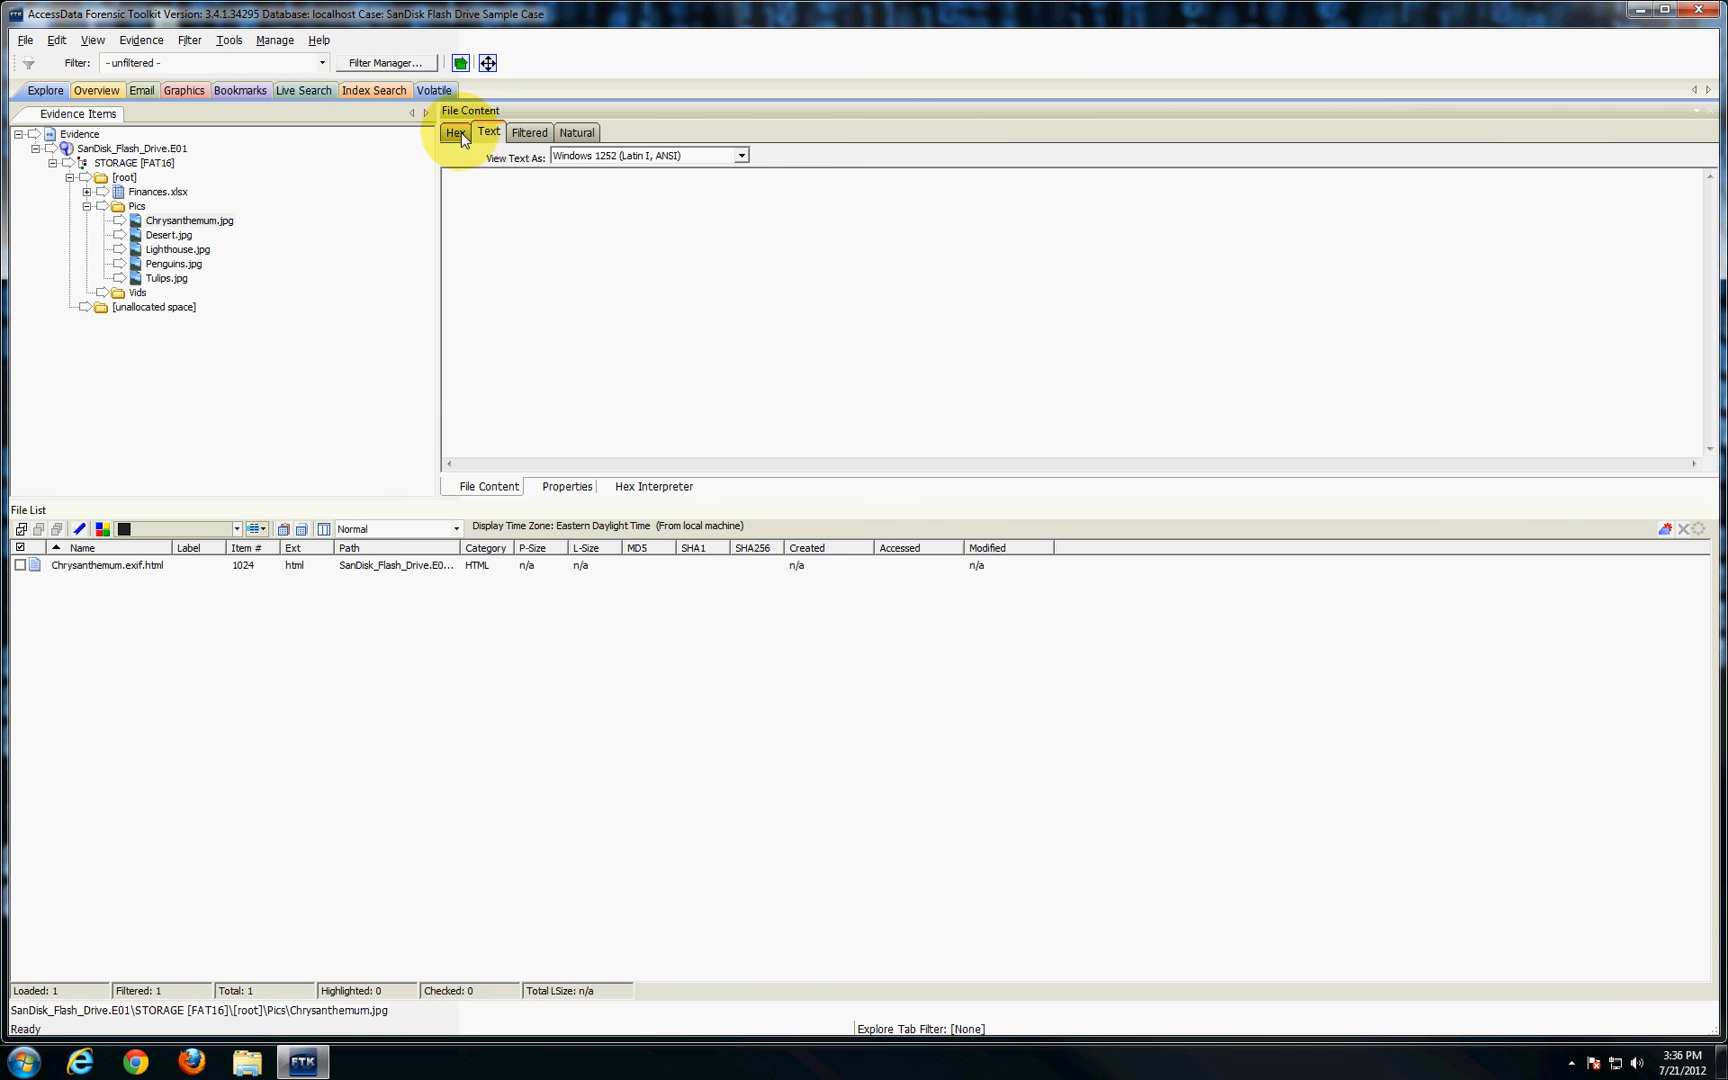 AccessData Forensic Toolkit Version: 3.4.1.34295 Database: localhost Case: SanDisk Flash Drive Sample Case
File Edit View Evidence Filter Tools Manage Help
Filter: - unfiltered - Filter Manager...
Explore Overview Email Graphics Bookmarks Live Search Index Search Volatile
Evidence Items
File Content
Hex Text Filtered Natural
View Text As: Windows 1252 (Latin I, ANSI)
Evidence
SanDisk_Flash_Drive.E01
STORAGE [FAT16]
[root]
Finances.xlsx
Pics
Chrysanthemum.jpg
Desert.jpg
Lighthouse.jpg
Penguins.jpg
Tulips.jpg
Vids
[unallocated space]
File Content Properties Hex Interpreter
File List
Normal Display Time Zone: Eastern Daylight Time (From local machine)
Name Label Item # Ext Path Category P-Size L-Size MD5 SHA1 SHA256 Created Accessed Modified
Chrysanthemum.exif.html 1024 html SanDisk_Flash_Drive.E0... HTML n/a n/a n/a n/a
Loaded: 1 Filtered: 1 Total: 1 Highlighted: 0 Checked: 0 Total LSize: n/a
SanDisk_Flash_Drive.E01\STORAGE [FAT16]\[root]\Pics\Chrysanthemum.jpg
Ready Explore Tab Filter: [None]
FTK
3:36 PM
7/21/2012